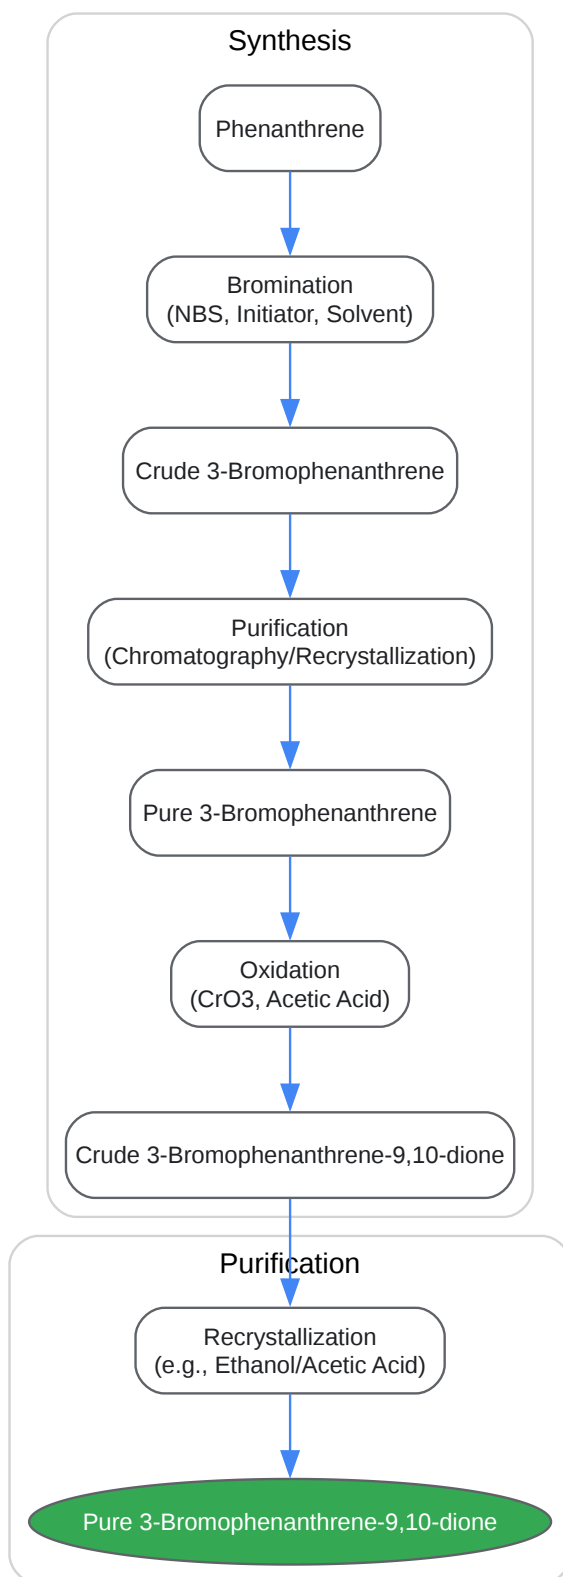 Synthesis
Phenanthrene
Bromination
(NBS, Initiator, Solvent)
Crude 3-Bromophenanthrene
Purification
(Chromatography/Recrystallization)
Pure 3-Bromophenanthrene
Oxidation
(CrO3, Acetic Acid)
Crude 3-Bromophenanthrene-9,10-dione
Purification
Recrystallization
(e.g., Ethanol/Acetic Acid)
Pure 3-Bromophenanthrene-9,10-dione